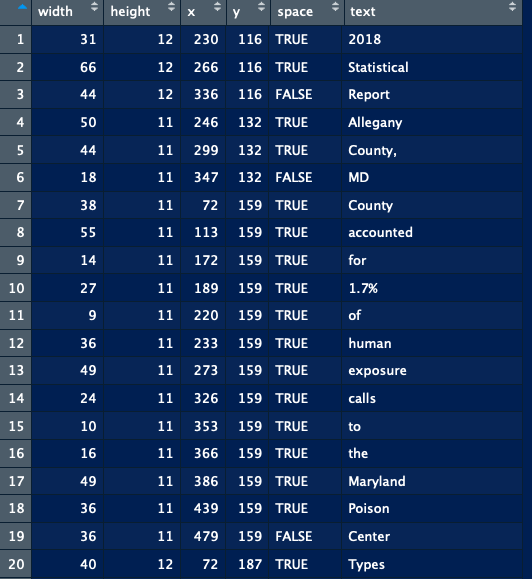 width height x y space text
1 31 12 230 116 TRUE 2018
2 66 12 266 116 TRUE Statistical
3 44 12 336 116 FALSE Report
4 50 11 246 132 TRUE Allegany
5 44 11 299 132 TRUE County,
6 18 11 347 132 FALSE MD
7 38 11 72 159 TRUE County
8 55 11 113 159 TRUE accounted
9 14 11 172 159 TRUE for
10 27 11 189 159 TRUE 1.7%
11 9 11 220 159 TRUE of
12 36 11 233 159 TRUE human
13 49 11 273 159 TRUE exposure
14 24 11 326 159 TRUE calls
15 10 11 353 159 TRUE to
16 16 11 366 159 TRUE the
17 49 11 386 159 TRUE Maryland
18 36 11 439 159 TRUE Poison
19 36 11 479 159 FALSE Center
20 40 12 72 187 TRUE Types